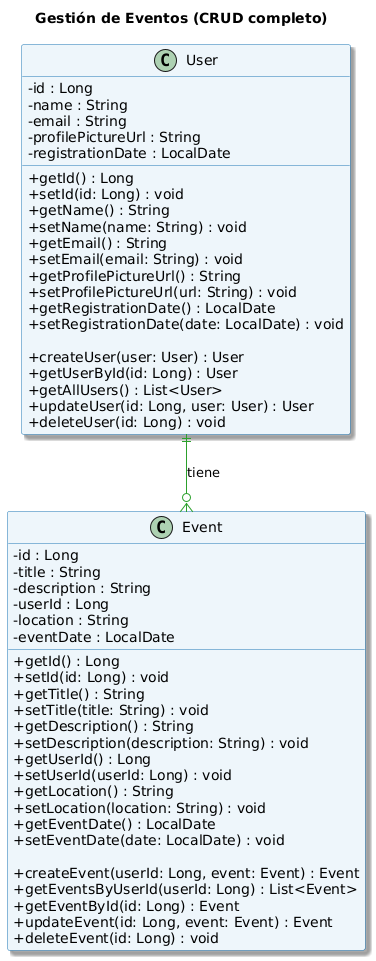 Gestión de Eventos (CRUD completo)
C User
-id : Long
-name : String
-email : String
-profilePictureUrl : String
-registrationDate : LocalDate
+getId() : Long
+setId(id: Long) : void
+getName() : String
+setName(name: String) : void
+getEmail() : String
+setEmail(email: String) : void
+getProfilePictureUrl() : String
+setProfilePictureUrl(url: String) : void
+getRegistrationDate() : LocalDate
+setRegistrationDate(date: LocalDate) : void
+createUser(user: User) : User
+getUserById(id: Long) : User
+getAllUsers() : List<User>
+updateUser(id: Long, user: User) : User
+deleteUser(id: Long) : void
tiene
C Event
-id : Long
-title : String
-description : String
-userId : Long
-location : String
-eventDate : LocalDate
+getId() : Long
+setId(id: Long) : void
+getTitle() : String
+setTitle(title: String) : void
+getDescription() : String
+setDescription(description: String) : void
+getUserId() : Long
+setUserId(userId: Long) : void
+getLocation() : String
+setLocation(location: String) : void
+getEventDate() : LocalDate
+setEventDate(date: LocalDate) : void
+createEvent(userId: Long, event: Event) : Event
+getEventsByUserId(userId: Long) : List<Event>
+getEventById(id: Long) : Event
+updateEvent(id: Long, event: Event) : Event
+deleteEvent(id: Long) : void